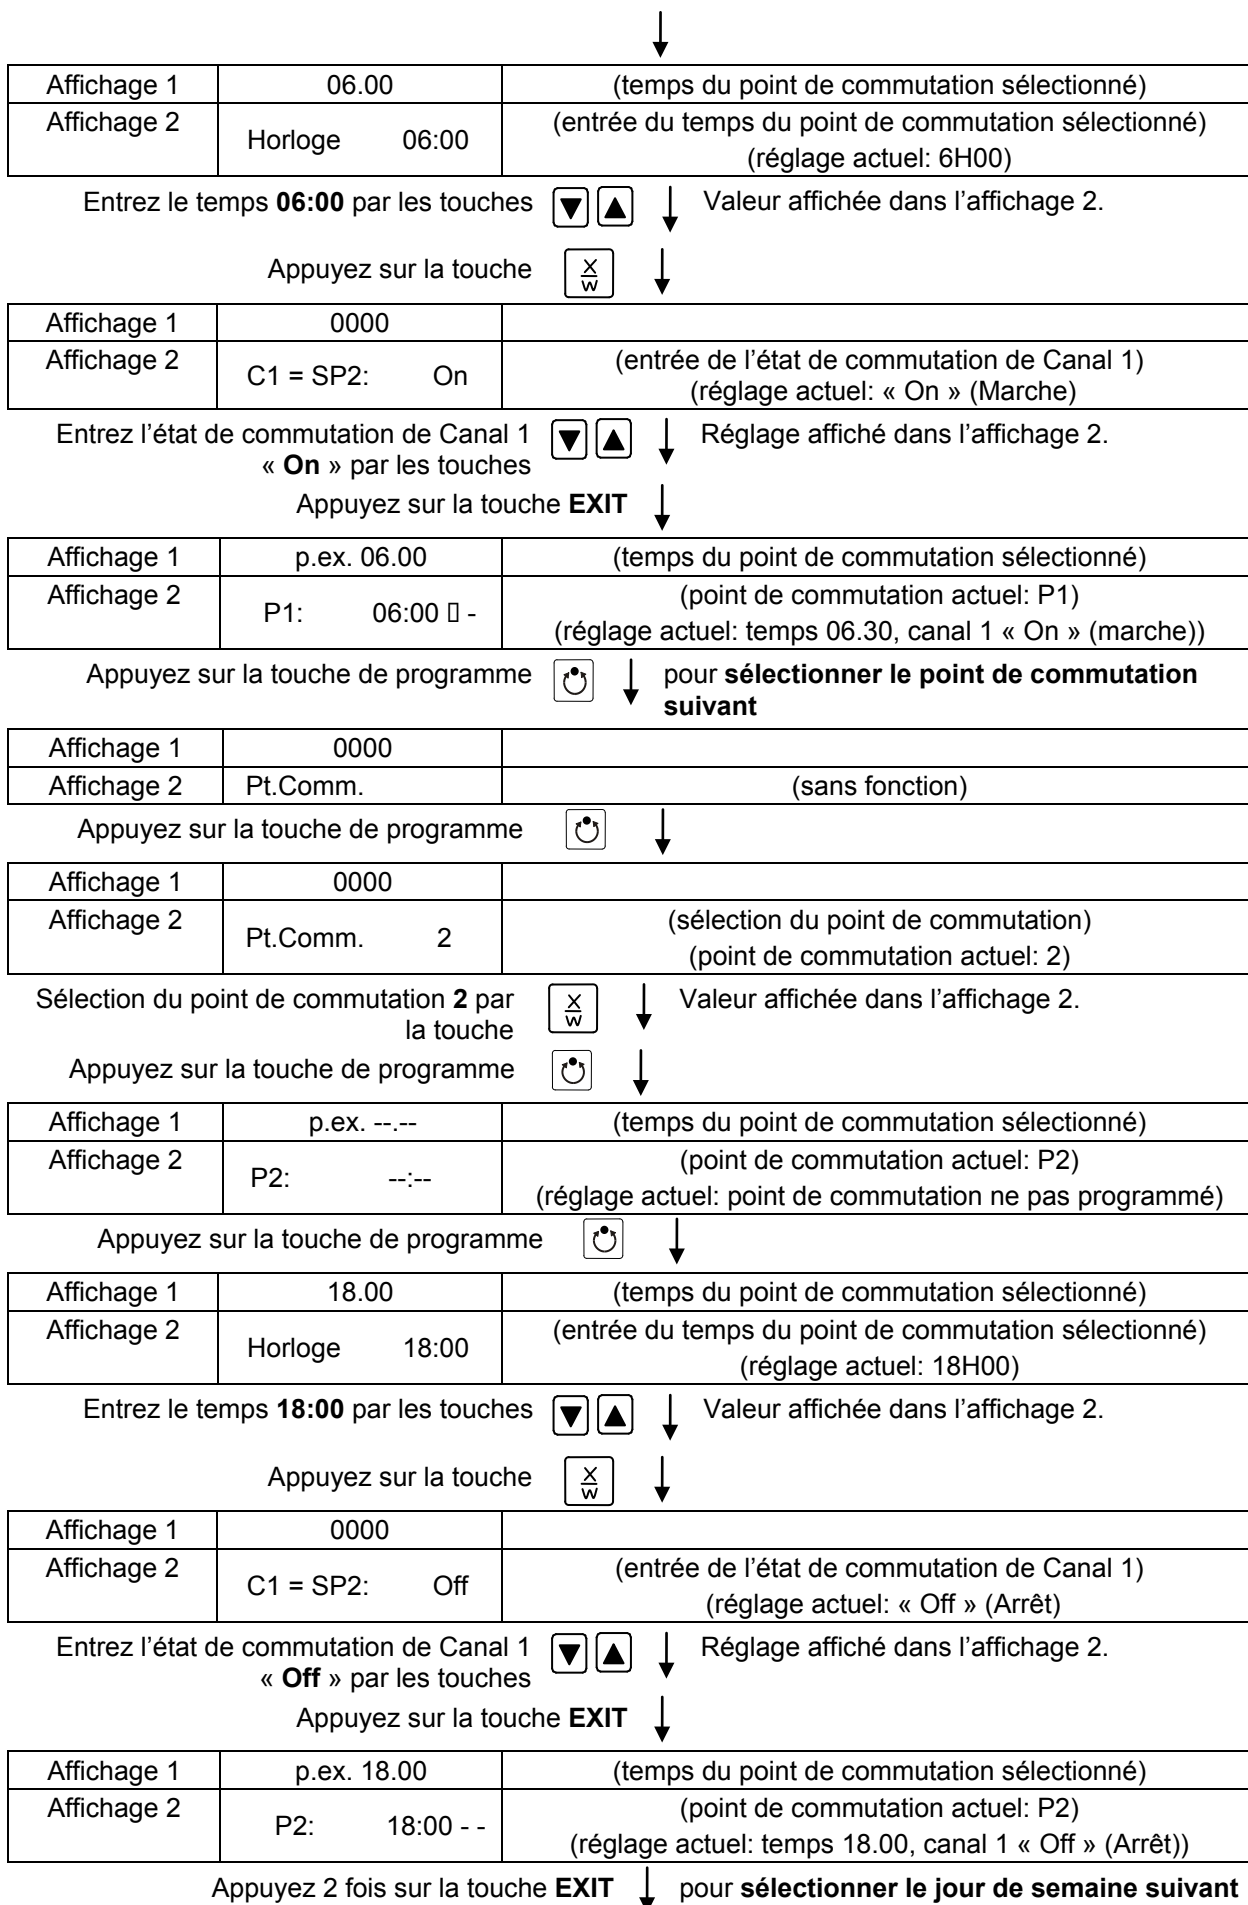 Affichage 1 06.00 (temps du point de commutation sélectionné)
Affichage 2 Horloge 06:00 (entrée du temps du point de commutation sélectionné)
(réglage actuel: 6H00)
Entrez le temps 06:00 par les touches Valeur affichée dans l’affichage 2.
Appuyez sur la touche X W
Affichage 1 0000
Affichage 2 C1 = SP2: On (entrée de l’état de commutation de Canal 1)
(réglage actuel: « On » (Marche)
Entrez l’état de commutation de Canal 1 Réglage affiché dans l’affichage 2.
« On » par les touches
Appuyez sur la touche EXIT
Affichage 1 p.ex. 06.00 (temps du point de commutation sélectionné)
Affichage 2 P1: 06:00 ▯ - (point de commutation actuel: P1)
(réglage actuel: temps 06.30, canal 1 « On » (marche))
Appuyez sur la touche de programme pour sélectionner le point de commutation
suivant
Affichage 1 0000
Affichage 2 Pt.Comm. (sans fonction)
Appuyez sur la touche de programme
Affichage 1 0000
Affichage 2 Pt.Comm. 2 (sélection du point de commutation)
(point de commutation actuel: 2)
Sélection du point de commutation 2 par X W Valeur affichée dans l’affichage 2.
la touche
Appuyez sur la touche de programme
Affichage 1 p.ex. --.-- (temps du point de commutation sélectionné)
Affichage 2 P2: --:-- (point de commutation actuel: P2)
(réglage actuel: point de commutation ne pas programmé)
Appuyez sur la touche de programme
Affichage 1 18.00 (temps du point de commutation sélectionné)
Affichage 2 Horloge 18:00 (entrée du temps du point de commutation sélectionné)
(réglage actuel: 18H00)
Entrez le temps 18:00 par les touches Valeur affichée dans l’affichage 2.
Appuyez sur la touche X W
Affichage 1 0000
Affichage 2 C1 = SP2: Off (entrée de l’état de commutation de Canal 1)
(réglage actuel: « Off » (Arrêt)
Entrez l’état de commutation de Canal 1 Réglage affiché dans l’affichage 2.
« Off » par les touches
Appuyez sur la touche EXIT
Affichage 1 p.ex. 18.00 (temps du point de commutation sélectionné)
Affichage 2 P2: 18:00 - - (point de commutation actuel: P2)
(réglage actuel: temps 18.00, canal 1 « Off » (Arrêt))
Appuyez 2 fois sur la touche EXIT pour sélectionner le jour de semaine suivant